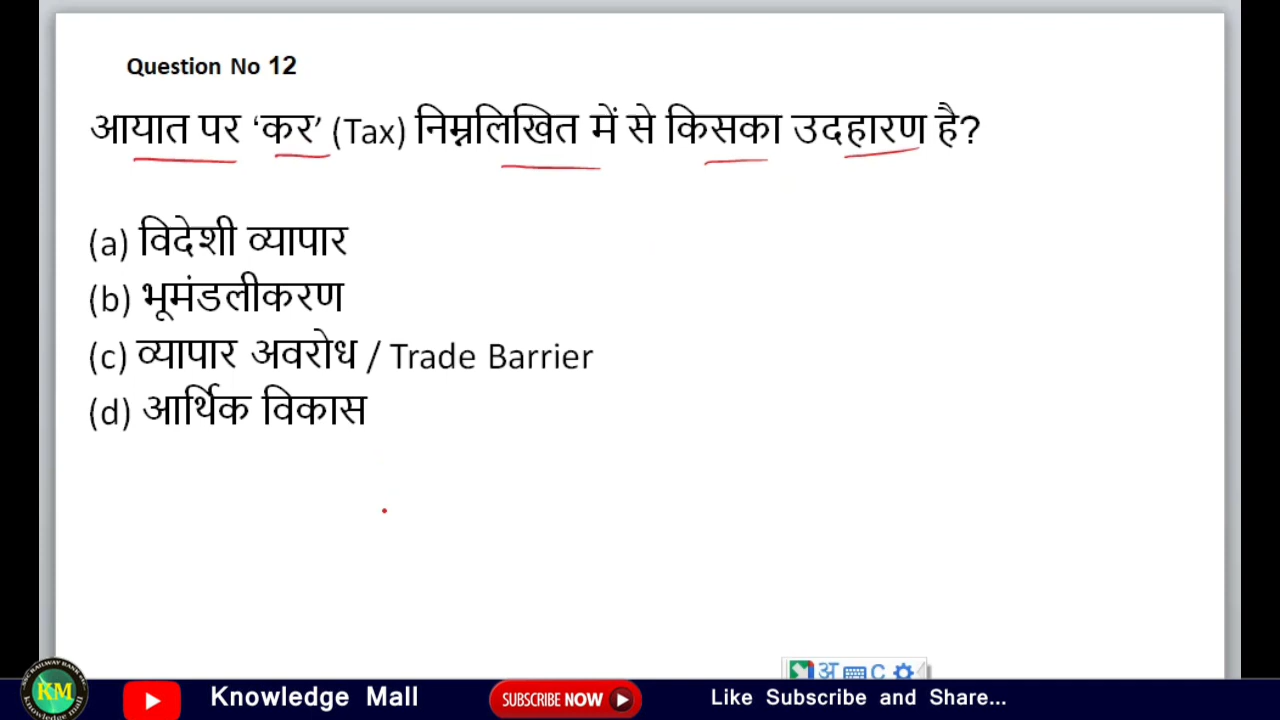 Question No 12
आयात पर ‘कर’ (Tax) निम्नलिखित में से किसका उदहारण है?
(a) विदेशी व्यापार
(b) भूमंडलीकरण
(c) व्यापार अवरोध / Trade Barrier
(d) आर्थिक विकास
अ C
KM
Knowledge Mall
SUBSCRIBE NOW
Like Subscribe and Share...